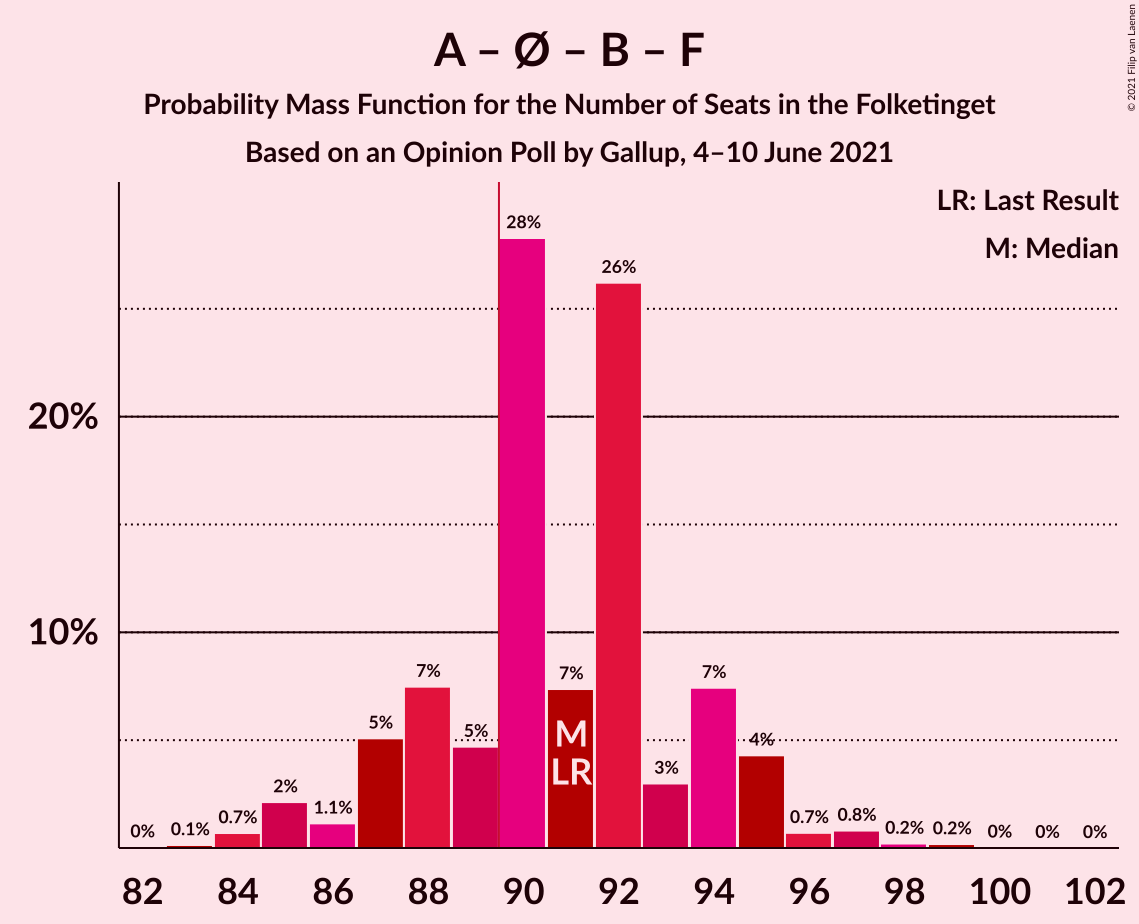 A – Ø – B – F
Probability Mass Function for the Number of Seats in the Folketinget
Based on an Opinion Poll by Gallup, 4–10 June 2021
© 2021 Filip van Laenen
LR: Last Result
M: Median
20%
10%
0%
0.1%
0.7%
2%
1.1%
5%
7%
5%
28%
7%
26%
3%
7%
4%
0.7%
0.8%
0.2%
0.2%
0%
0%
0%
M
LR
82 84 86 88 90 92 94 96 98 100 102